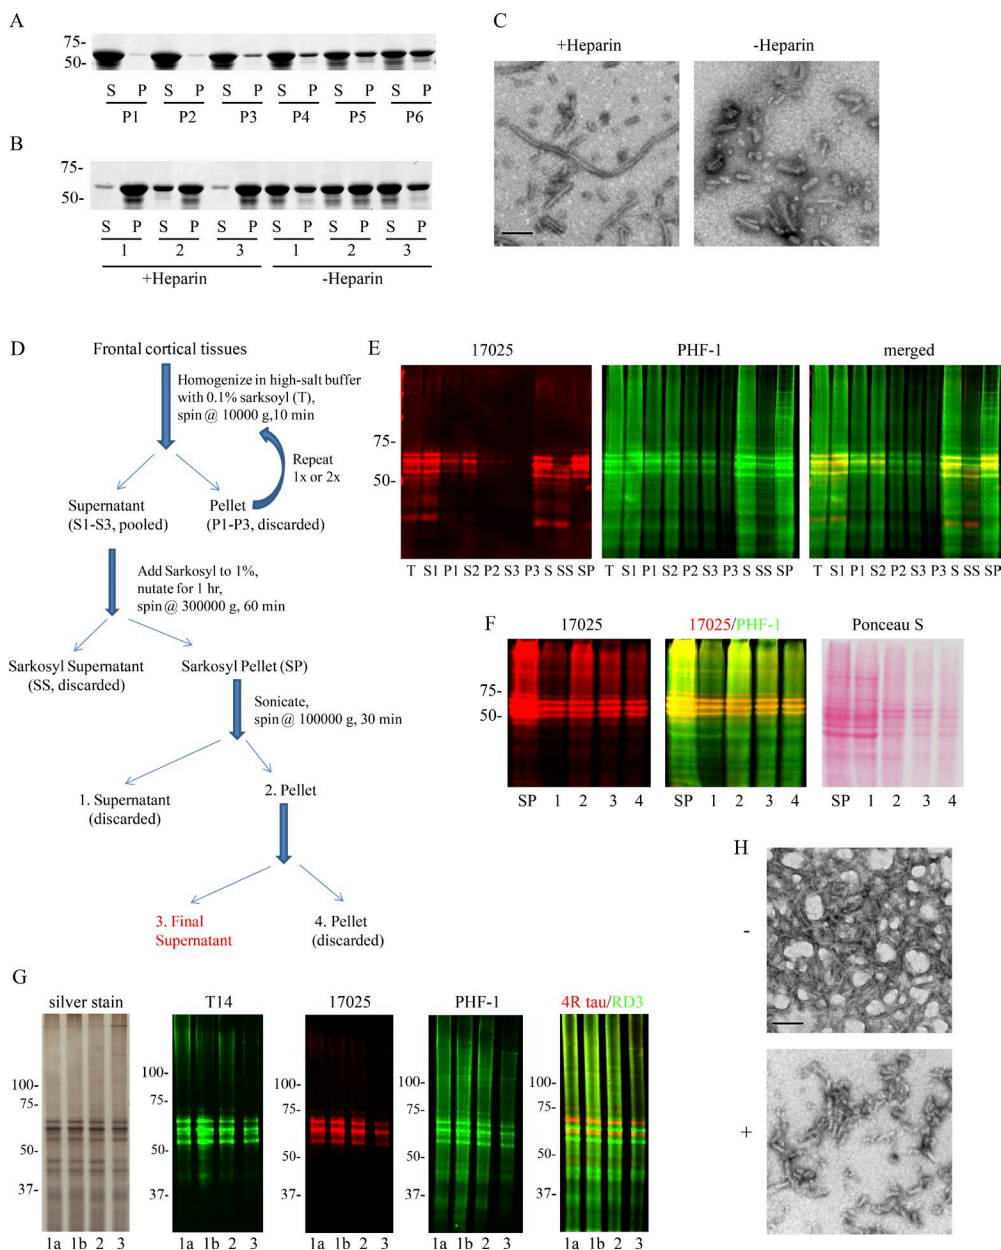 A
75-
50-
S P S P S P S P S P S P
P1 P2 P3 P4 P5 P6
B
75-
50-
S P S P S P S P S P S P
1 2 3 1 2 3
+Heparin -Heparin
C
+Heparin -Heparin
D
Frontal cortical tissues
Homogenize in high-salt buffer
with 0.1% sarksoyl (T),
spin @ 10000 g,10 min
Repeat
1x or 2x
Supernatant
(S1-S3, pooled)
Pellet
(P1-P3, discarded)
Add Sarkosyl to 1%,
nutate for 1 hr,
spin @ 300000 g, 60 min
Sarkosyl Supernatant
(SS, discarded)
Sarkosyl Pellet (SP)
Sonicate,
spin @ 100000 g, 30 min
1. Supernatant
(discarded)
2. Pellet
3. Final
Supernatant
4. Pellet
(discarded)
E
17025 PHF-1 merged
75-
50-
T S1 P1 S2 P2 S3 P3 S SS SP
T S1 P1 S2 P2 S3 P3 S SS SP
T S1 P1 S2 P2 S3 P3 S SS SP
F
17025 17025/PHF-1 Ponceau S
75-
50-
SP 1 2 3 4
SP 1 2 3 4
SP 1 2 3 4
G
silver stain T14 17025 PHF-1 4R tau/RD3
100-
75-
50-
37-
100-
75-
50-
37-
100-
75-
50-
37-
100-
75-
50-
37-
100-
75-
50-
37-
1a 1b 2 3
1a 1b 2 3
1a 1b 2 3
1a 1b 2 3
1a 1b 2 3
H
-
+